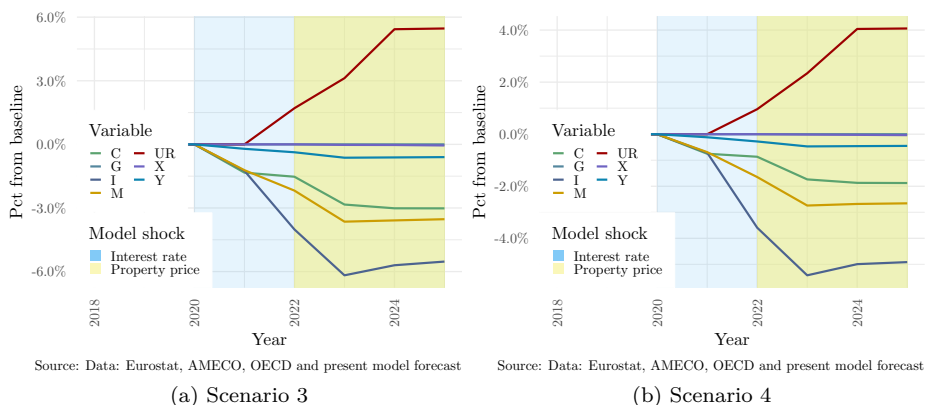 6.0%
3.0%
0.0%
-3.0%
-6.0%
Pct from baseline
Variable
C UR
G X
I Y
M
Model shock
Interest rate
Property price
2018
2020
2022
2024
Year
Source: Data: Eurostat, AMECO, OECD and present model forecast
(a) Scenario 3
4.0%
2.0%
0.0%
-2.0%
-4.0%
Pct from baseline
Variable
C UR
G X
I Y
M
Model shock
Interest rate
Property price
2018
2020
2022
2024
Year
Source: Data: Eurostat, AMECO, OECD and present model forecast
(b) Scenario 4